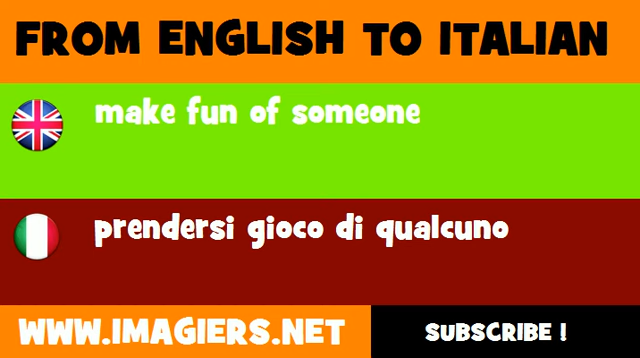 FROM ENGLISH TO ITALIAN
make fun of someone
prendersi gioco di qualcuno
WWW.IMAGIERS.NET
SUBSCRIBE !